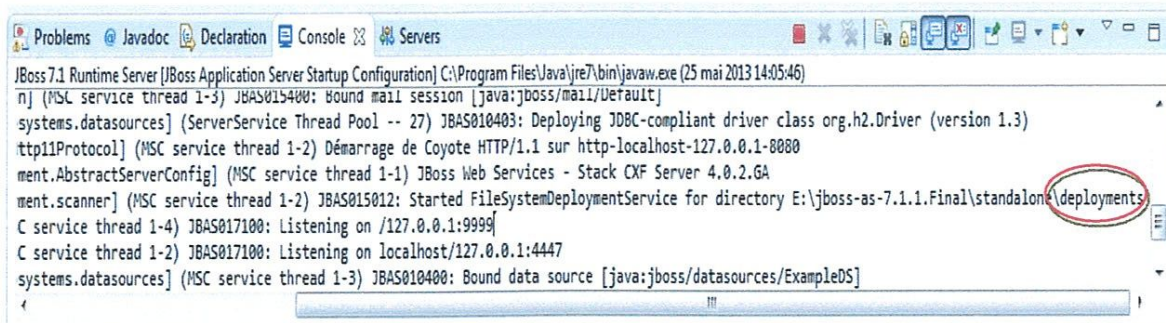 Problems @ Javadoc Declaration Console Servers
JBoss 7.1 Runtime Server [JBoss Application Server Startup Configuration] C:\Program Files\Java\jre7\bin\javaw.exe (25 mai 2013 14:05:46)
n] (MSC service thread 1-3) JBAS015400: Bound mail session [java:jboss/mail/Default]
systems.datasources] (ServerService Thread Pool -- 27) JBAS010403: Deploying JDBC-compliant driver class org.h2.Driver (version 1.3)
ttp11Protocol] (MSC service thread 1-2) Démarrage de Coyote HTTP/1.1 sur http-localhost-127.0.0.1-8080
ment.AbstractServerConfig] (MSC service thread 1-1) JBoss Web Services - Stack CXF Server 4.0.2.GA
ment.scanner] (MSC service thread 1-2) JBAS015012: Started FileSystemDeploymentService for directory E:\jboss-as-7.1.1.Final\standalone\deployments
C service thread 1-4) JBAS017100: Listening on /127.0.0.1:9999
C service thread 1-2) JBAS017100: Listening on localhost/127.0.0.1:4447
systems.datasources] (MSC service thread 1-3) JBAS010400: Bound data source [java:jboss/datasources/ExampleDS]